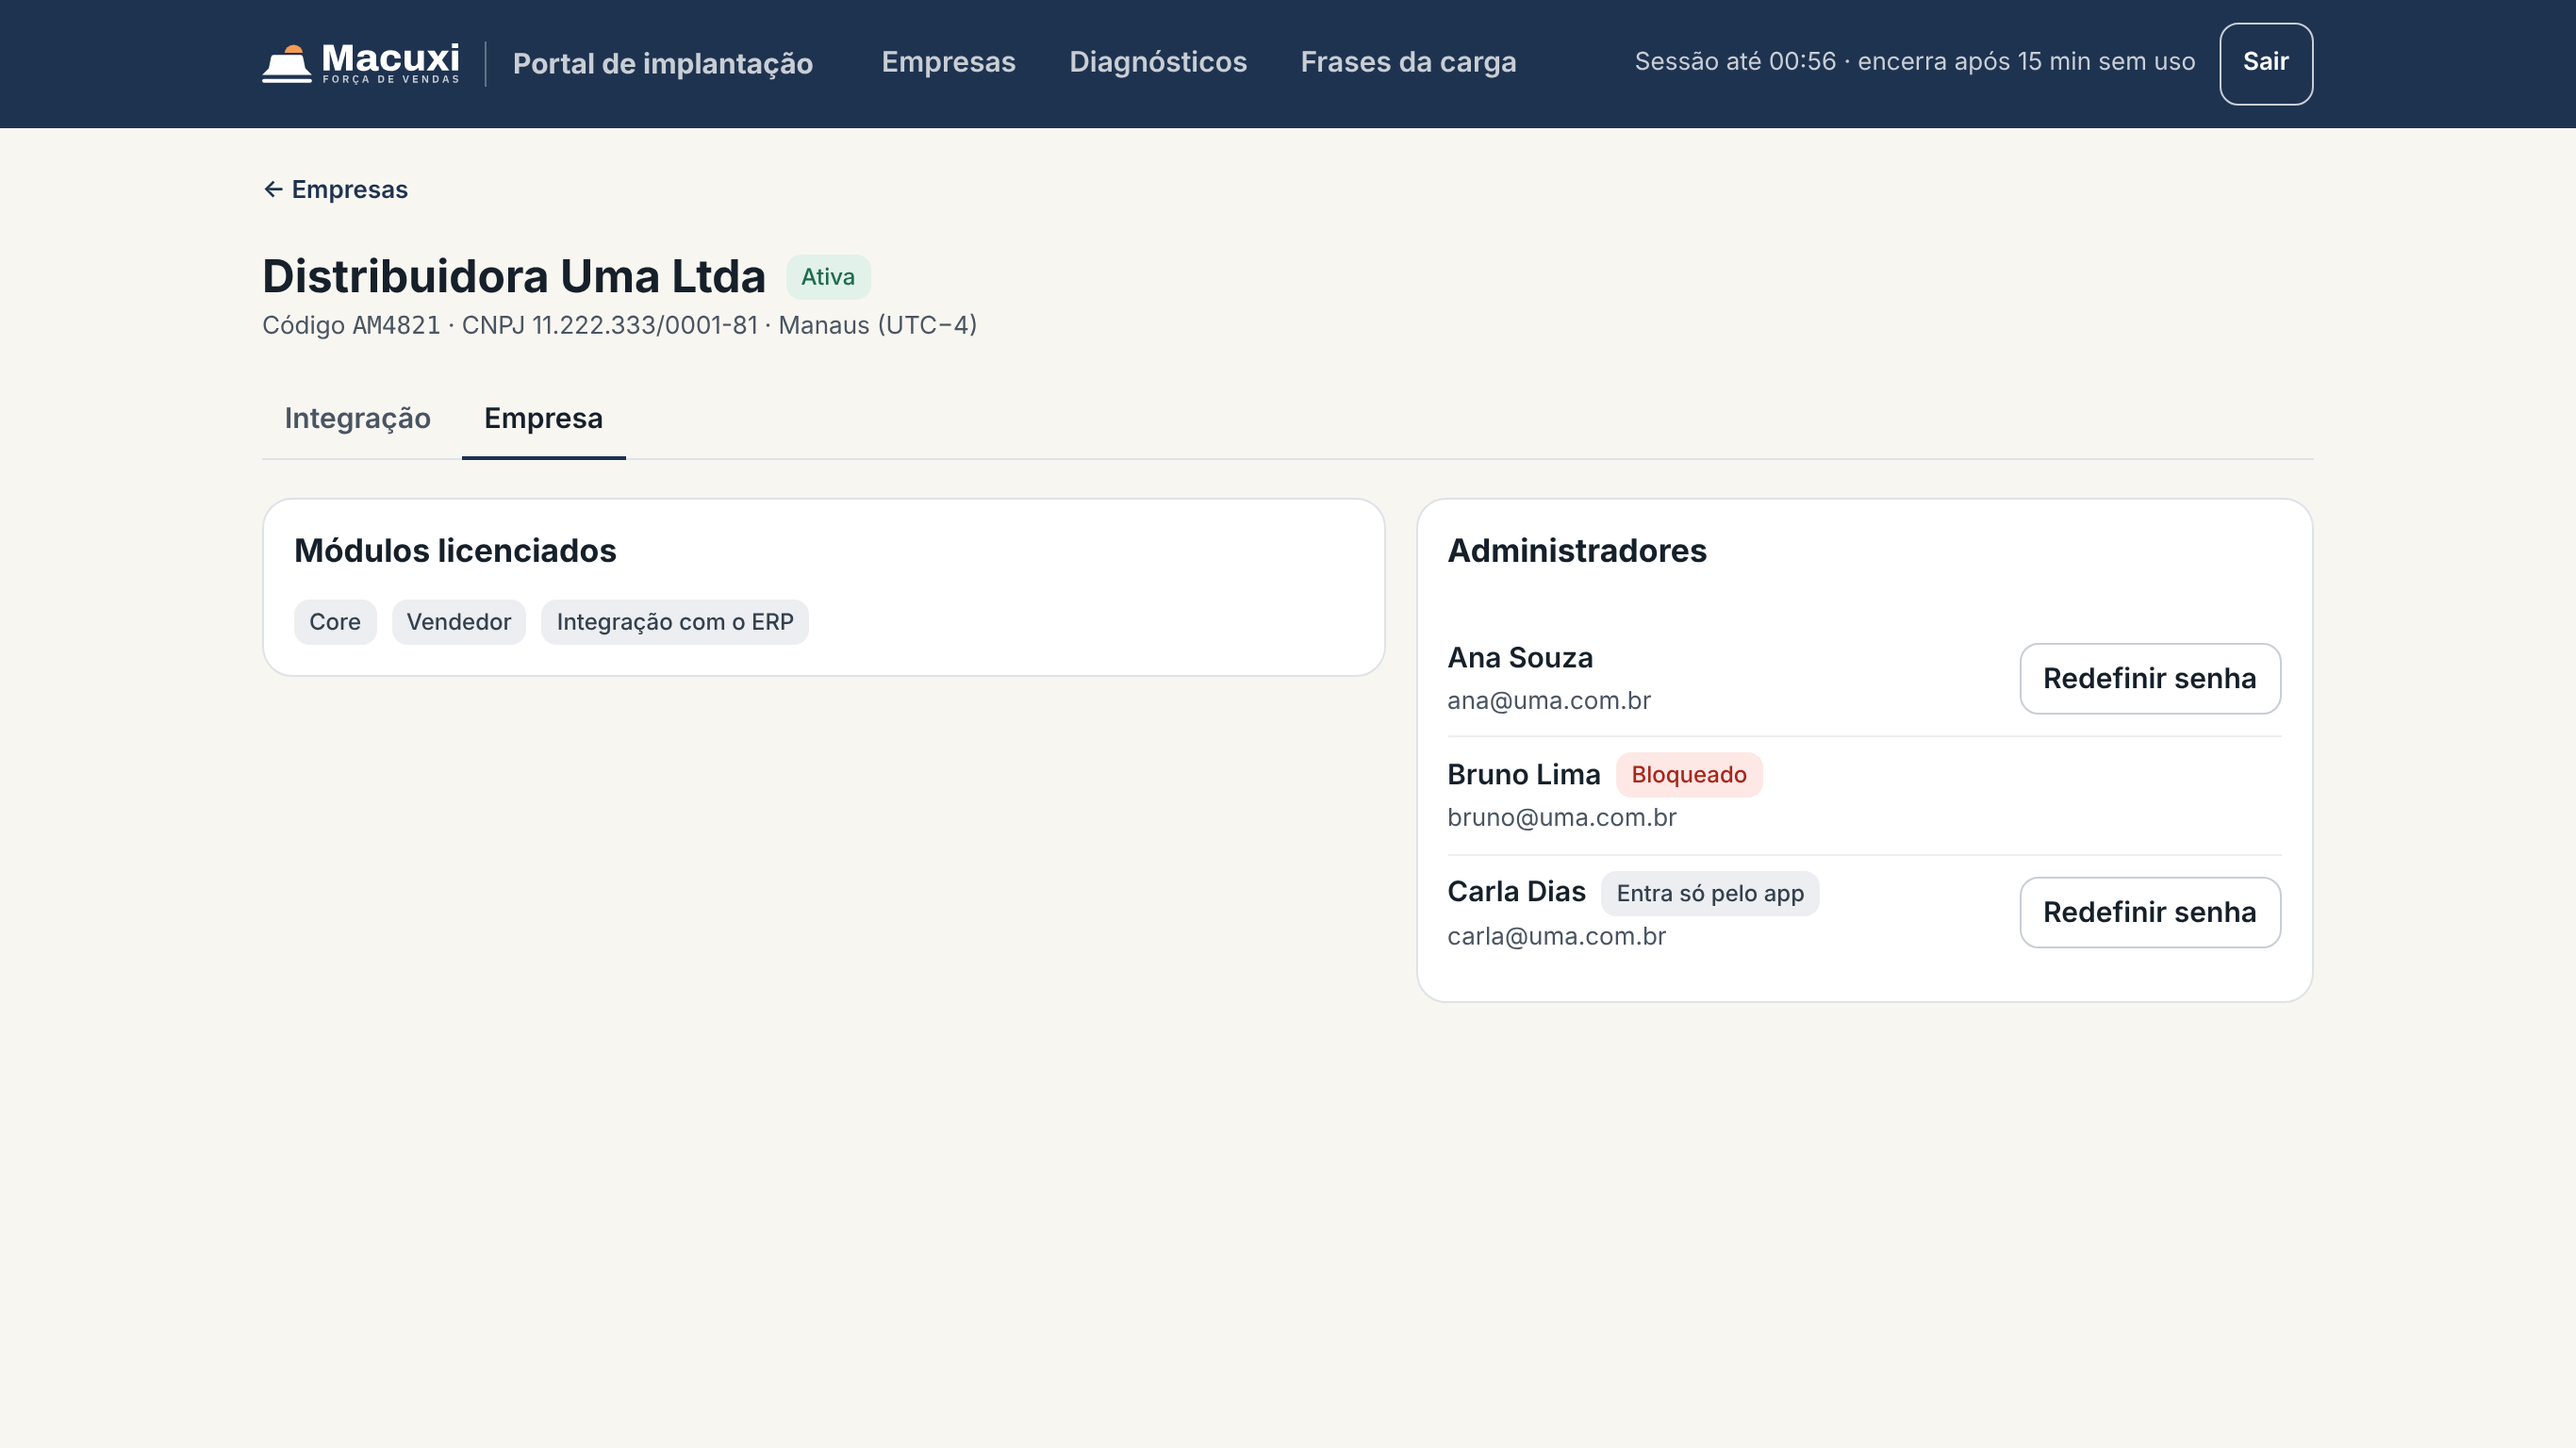 Macuxi
FORÇA DE VENDAS
Portal de implantação
Empresas
Diagnósticos
Frases da carga
Sessão até 00:56 · encerra após 15 min sem uso
Sair
← Empresas
Distribuidora Uma Ltda
Ativa
Código AM4821 · CNPJ 11.222.333/0001-81 · Manaus (UTC−4)
Integração
Empresa
Módulos licenciados
Core
Vendedor
Integração com o ERP
Administradores
Ana Souza
ana@uma.com.br
Redefinir senha
Bruno Lima
Bloqueado
bruno@uma.com.br
Carla Dias
Entra só pelo app
carla@uma.com.br
Redefinir senha